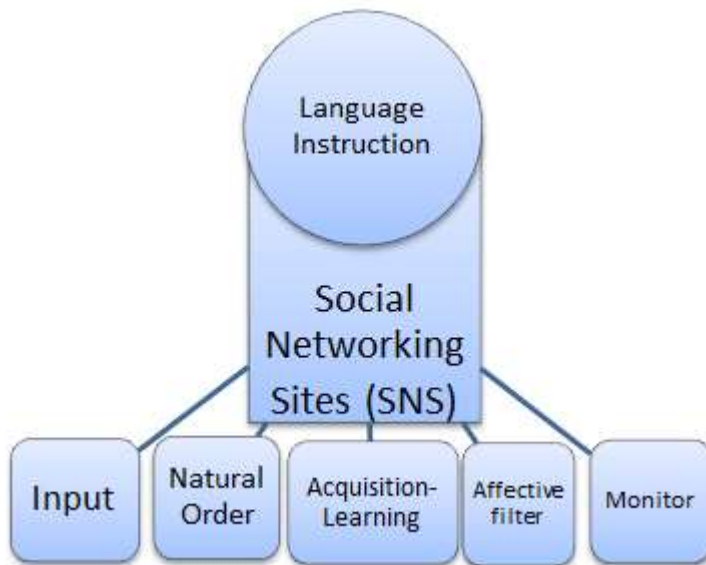 Language
Instruction
Social
Networking
Sites (SNS)
Input
Natural
Order
Acquisition-
Learning
Affective
filter
Monitor